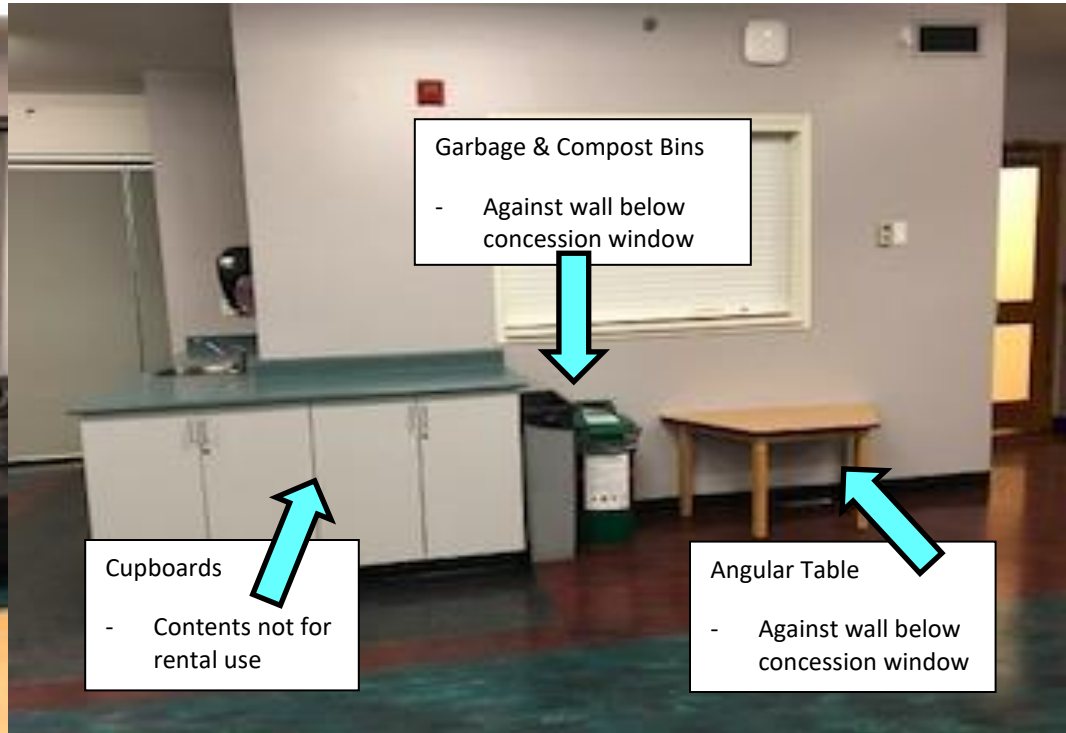 Garbage & Compost Bins
- Against wall below
concession window
Cupboards
- Contents not for
rental use
Angular Table
- Against wall below
concession window